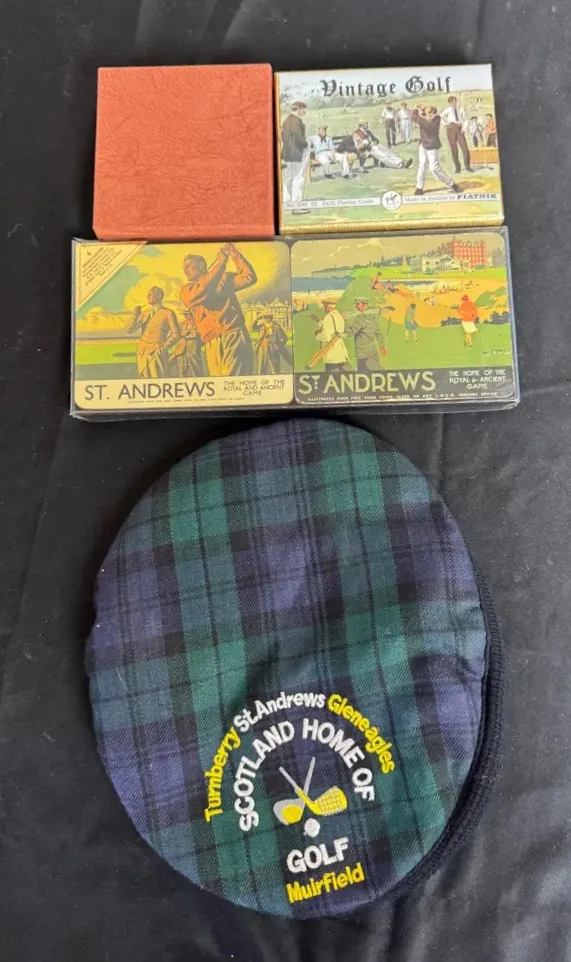 Vintage Golf
Made in Austria by PIATNIK
ST. ANDREWS
THE HOME OF THE
ROYAL AND ANCIENT
GAME
ST ANDREWS
THE HOME OF THE
ROYAL & ANCIENT
GAME
Turnberry St.Andrews Gleneagles
SCOTLAND HOME OF
GOLF
Muirfield